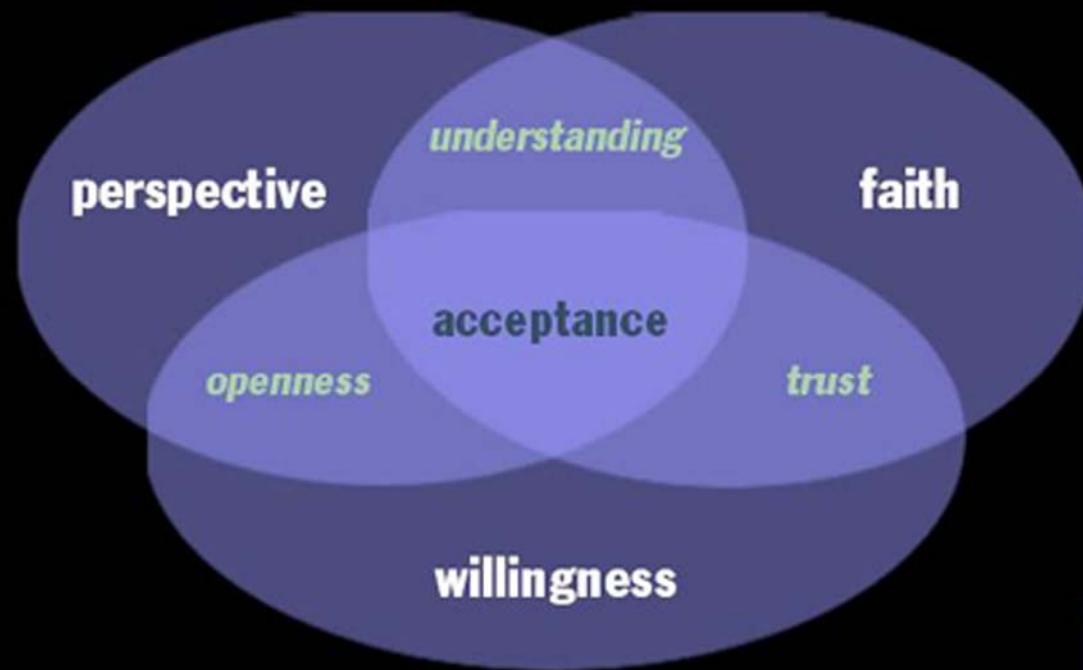 understanding
perspective
faith
acceptance
openness
trust
willingness